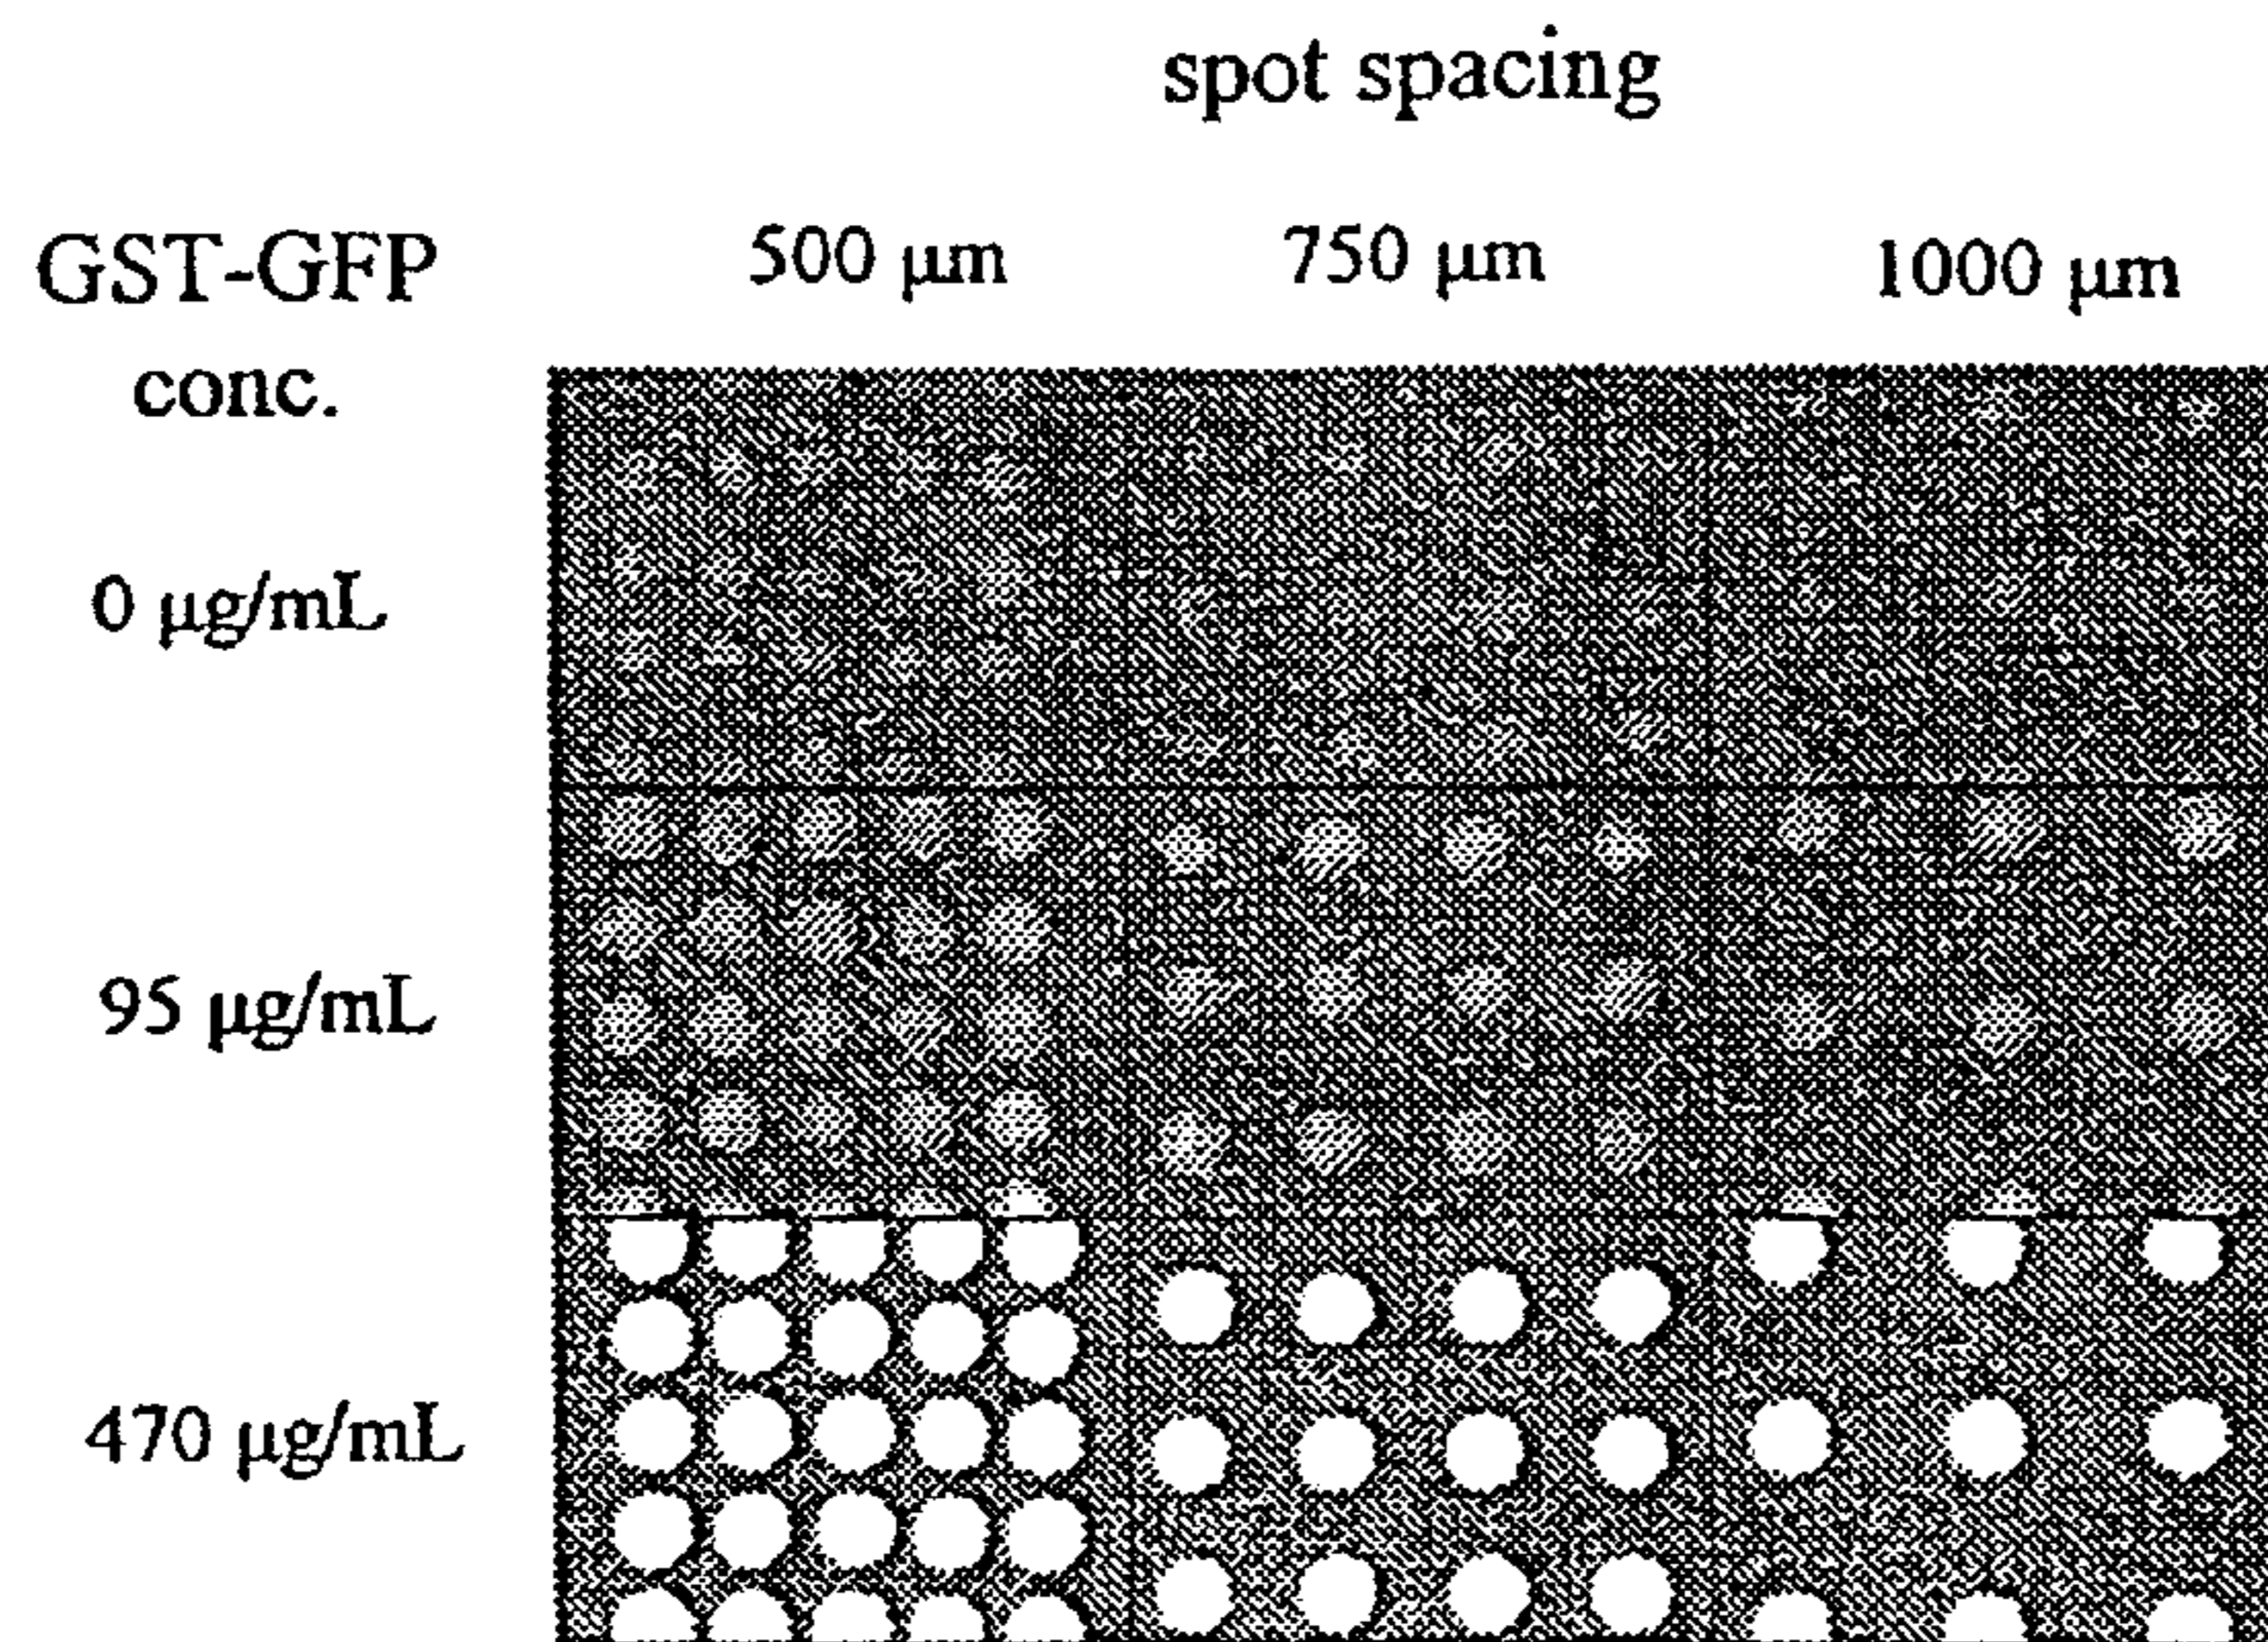 spot spacing
GST-GFP conc.
500 µm 750 µm 1000 µm
0 µg/mL
95 µg/mL
470 µg/mL